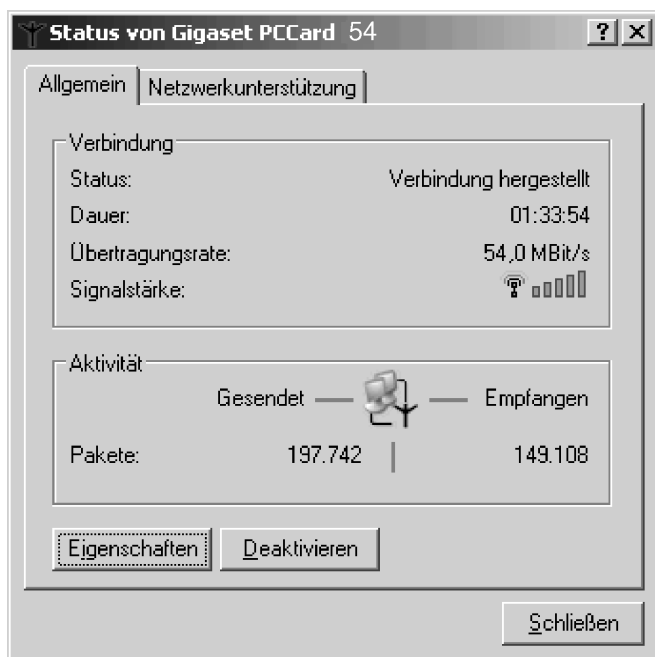 Status von Gigaset PCCard 54
Allgemein Netzwerkunterstützung
Verbindung
Status: Verbindung hergestellt
Dauer: 01:33:54
Übertragungsrate: 54,0 MBit/s
Signalstärke:
Aktivität
Gesendet Empfangen
Pakete: 197.742 149.108
Eigenschaften Deaktivieren
Schließen